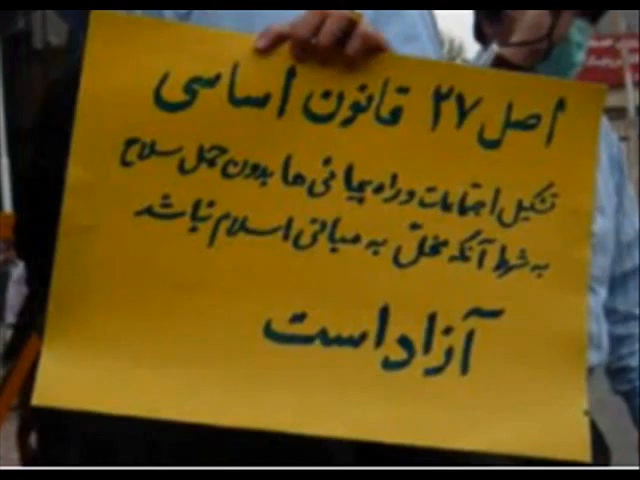 اصل ۲۷ قانون اساسی
تشکیل اجتماعات و راه پیمائی ها بدون حمل سلاح
به شرط آنکه مخل به مبانی اسلام نباشد
آزاد است